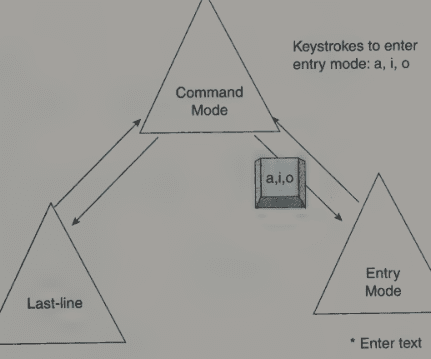 Keystrokes to enter
entry mode: a, i, o
Command
Mode
a,i,o
Entry
Mode
Last-line
* Enter text